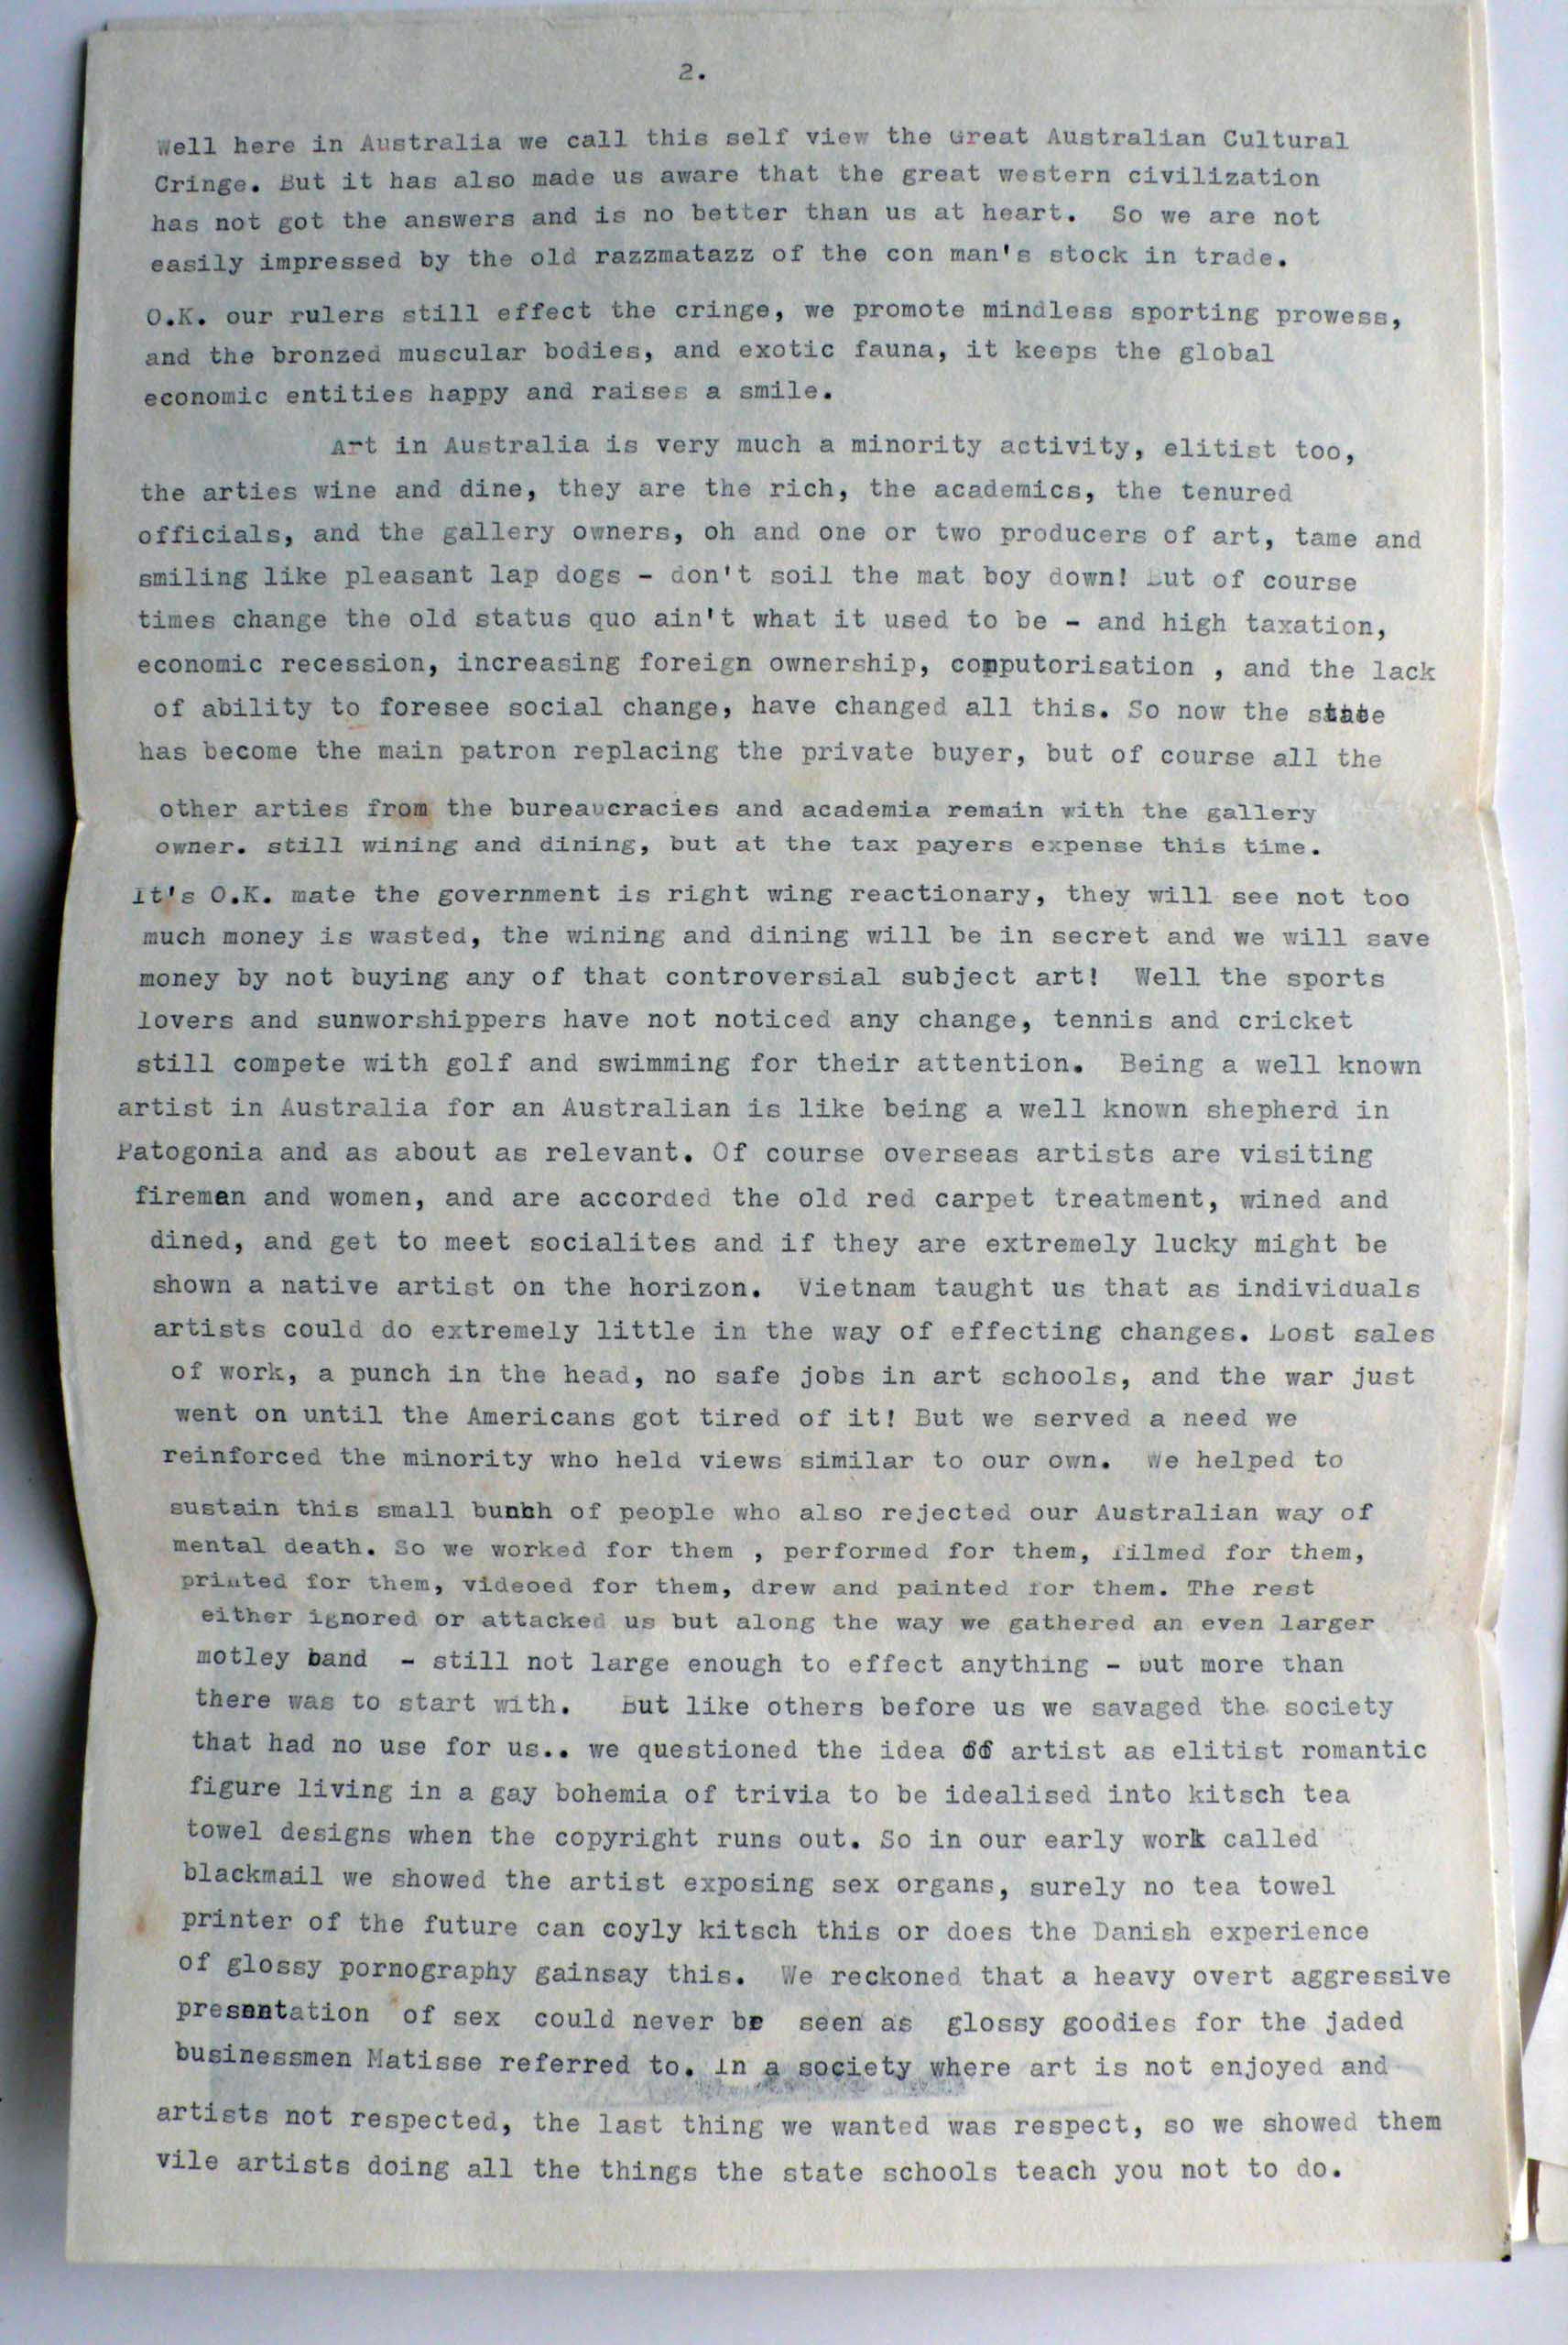 2.
Well here in Australia we call this self view the Great Australian Cultural
Cringe. But it has also made us aware that the great western civilization
has not got the answers and is no better than us at heart. So we are not
easily impressed by the old razzmatazz of the con man's stock in trade.
O.K. our rulers still effect the cringe, we promote mindless sporting prowess,
and the bronzed muscular bodies, and exotic fauna, it keeps the global
economic entities happy and raises a smile.
Art in Australia is very much a minority activity, elitist too,
the arties wine and dine, they are the rich, the academics, the tenured
officials, and the gallery owners, oh and one or two producers of art, tame and
smiling like pleasant lap dogs - don't soil the mat boy down! But of course
times change the old status quo ain't what it used to be - and high taxation,
economic recession, increasing foreign ownership, computorisation , and the lack
of ability to foresee social change, have changed all this. So now the state
has become the main patron replacing the private buyer, but of course all the
other arties from the bureaucracies and academia remain with the gallery
owner. still wining and dining, but at the tax payers expense this time.
It's O.K. mate the government is right wing reactionary, they will see not too
much money is wasted, the wining and dining will be in secret and we will save
money by not buying any of that controversial subject art! Well the sports
lovers and sunworshippers have not noticed any change, tennis and cricket
still compete with golf and swimming for their attention. Being a well known
artist in Australia for an Australian is like being a well known shepherd in
Patogonia and as about as relevant. Of course overseas artists are visiting
firemen and women, and are accorded the old red carpet treatment, wined and
dined, and get to meet socialites and if they are extremely lucky might be
shown a native artist on the horizon. Vietnam taught us that as individuals
artists could do extremely little in the way of effecting changes. Lost sales
of work, a punch in the head, no safe jobs in art schools, and the war just
went on until the Americans got tired of it! But we served a need we
reinforced the minority who held views similar to our own. We helped to
sustain this small bunch of people who also rejected our Australian way of
mental death. So we worked for them , performed for them, filmed for them,
printed for them, videoed for them, drew and painted for them. The rest
either ignored or attacked us but along the way we gathered an even larger
motley band - still not large enough to effect anything - but more than
there was to start with. But like others before us we savaged the society
that had no use for us.. we questioned the idea of artist as elitist romantic
figure living in a gay bohemia of trivia to be idealised into kitsch tea
towel designs when the copyright runs out. So in our early work called
blackmail we showed the artist exposing sex organs, surely no tea towel
printer of the future can coyly kitsch this or does the Danish experience
of glossy pornography gainsay this. We reckoned that a heavy overt aggressive
presentation of sex could never be seen as glossy goodies for the jaded
businessmen Matisse referred to. In a society where art is not enjoyed and
artists not respected, the last thing we wanted was respect, so we showed them
vile artists doing all the things the state schools teach you not to do.